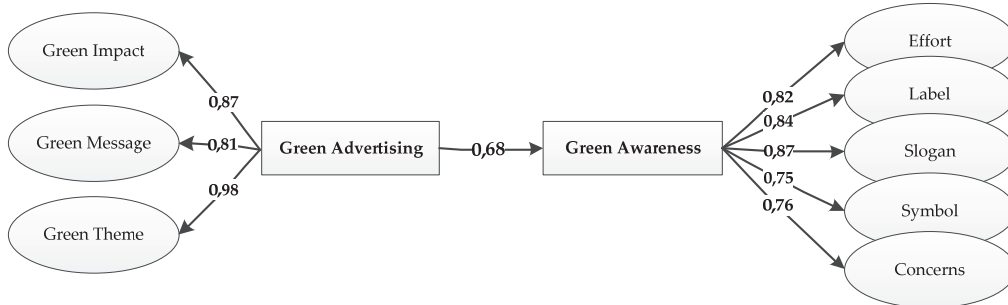 Green Impact
Green Message
Green Theme
0,87
0,81
0,98
Green Advertising
0,68
Green Awareness
0,82
0,84
0,87
0,75
0,76
Effort
Label
Slogan
Symbol
Concerns